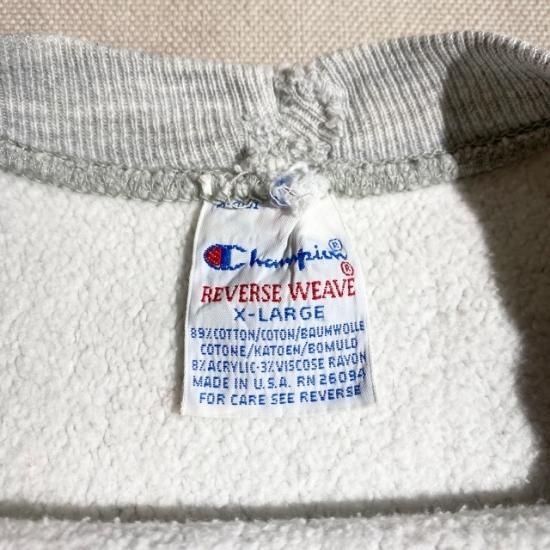 Champion®
REVERSE WEAVE®
X-LARGE
89% COTTON/COTON/BAUMWOLLE
COTONE/KATOEN/BOMULD
8% ACRYLIC-3% VISCOSE RAYON
MADE IN U.S.A. RN 26094
FOR CARE SEE REVERSE